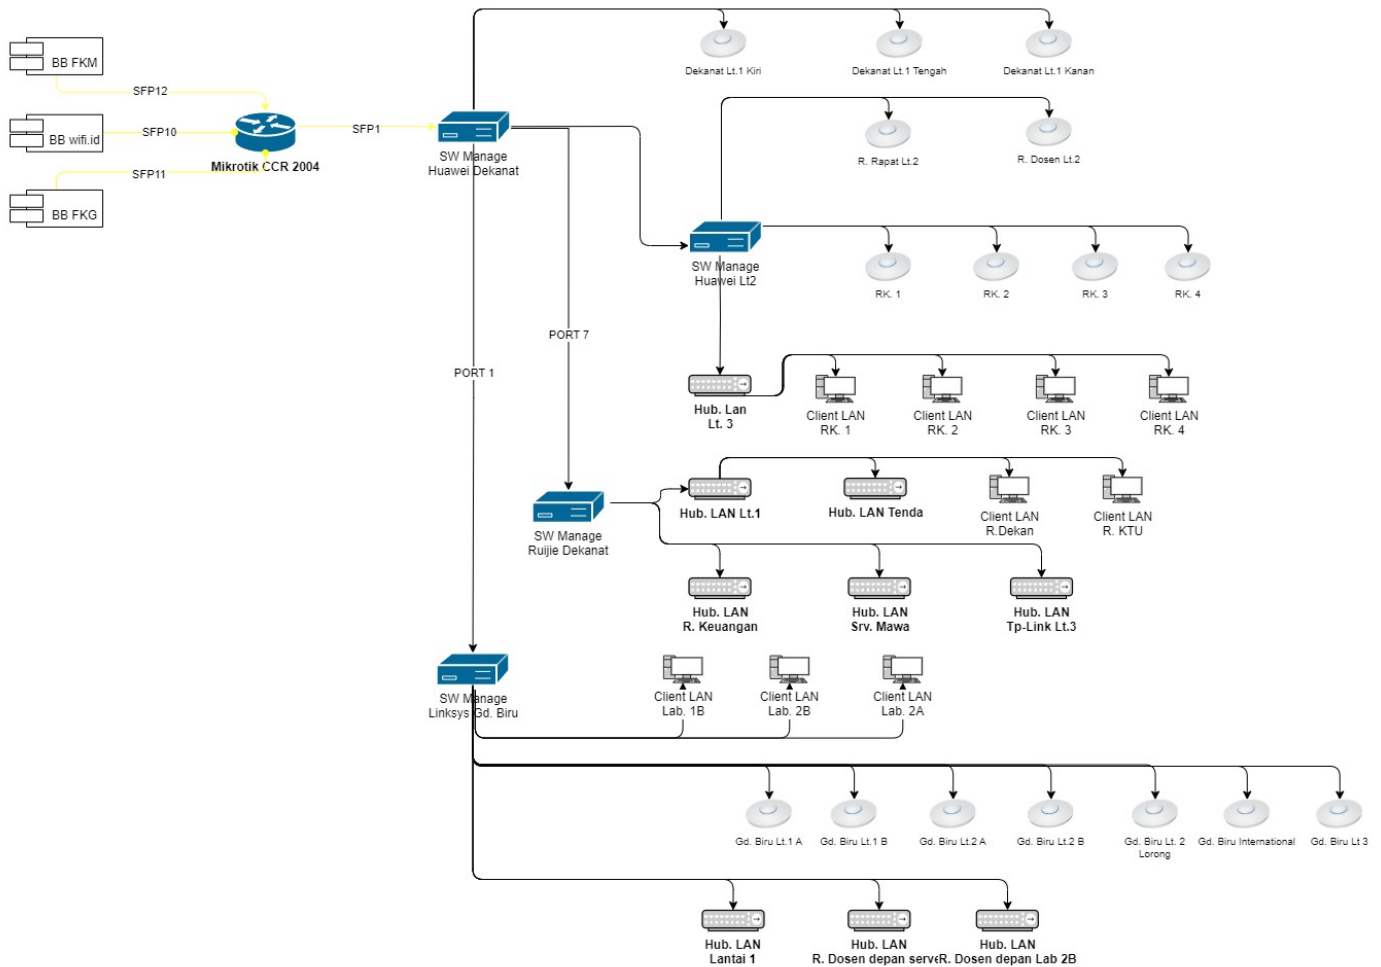 BB FKM
SFP12
BB wifi.id
SFP10
SFP1
Mikrotik CCR 2004
SFP11
BB FKG
SW Manage
Huawei Dekanat
Dekanat Lt.1 Kiri
Dekanat Lt.1 Tengah
Dekanat Lt.1 Kanan
R. Rapat Lt.2
R. Dosen Lt.2
SW Manage
Huawei Lt2
RK. 1
RK. 2
RK. 3
RK. 4
PORT 7
PORT 1
Hub. Lan
Lt. 3
Client LAN
RK. 1
Client LAN
RK. 2
Client LAN
RK. 3
Client LAN
RK. 4
SW Manage
Ruijie Dekanat
Hub. LAN Lt.1
Hub. LAN Tenda
Client LAN
R.Dekan
Client LAN
R. KTU
Hub. LAN
R. Keuangan
Hub. LAN
Srv. Mawa
Hub. LAN
Tp-Link Lt.3
SW Manage
Linksys Gd. Biru
Client LAN
Lab. 1B
Client LAN
Lab. 2B
Client LAN
Lab. 2A
Gd. Biru Lt.1 A
Gd. Biru Lt.1 B
Gd. Biru Lt.2 A
Gd. Biru Lt.2 B
Gd. Biru Lt. 2
Lorong
Gd. Biru International
Gd. Biru Lt 3
Hub. LAN
Lantai 1
Hub. LAN
R. Dosen depan serve
Hub. LAN
R. Dosen depan Lab 2B